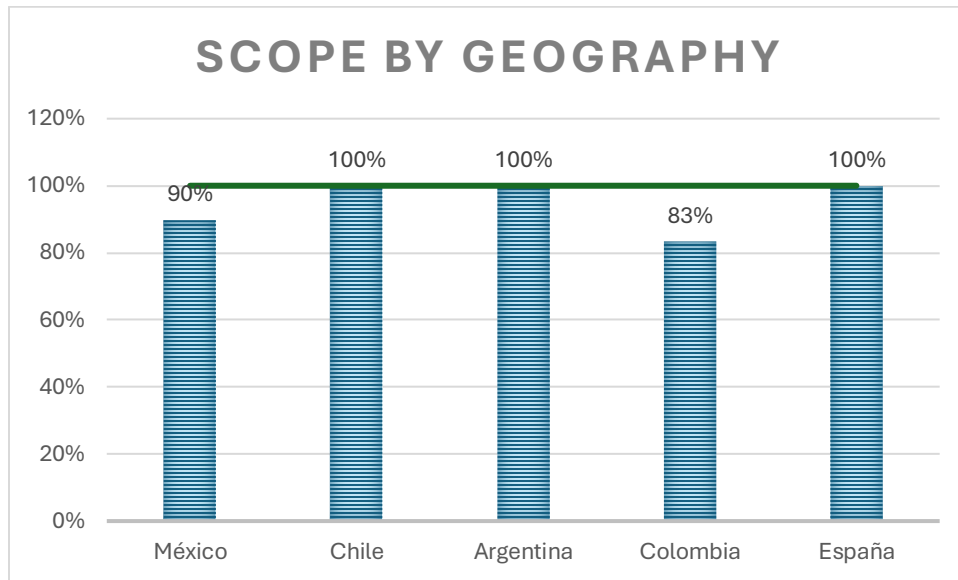 SCOPE BY GEOGRAPHY
120%
100%
80%
60%
40%
20%
0%
90%
100%
100%
83%
100%
México
Chile
Argentina
Colombia
España